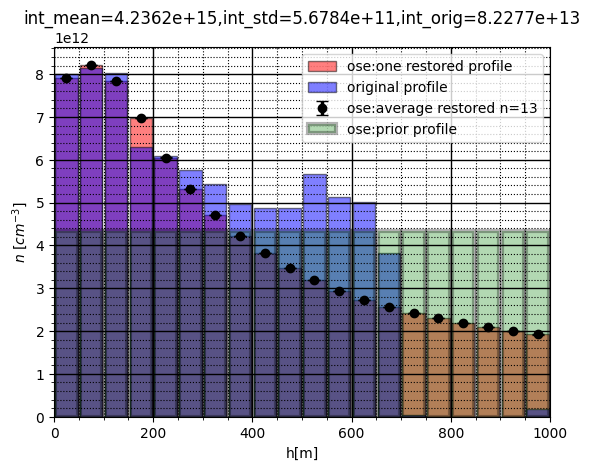 int_mean=4.2362e+15,int_std=5.6784e+11,int_orig=8.2277e+13
1e12
ose:one restored profile
original profile
ose:average restored n=13
ose:prior profile
8
7
6
5
4
3
2
1
0
n [cm⁻³]
0 200 400 600 800 1000
h[m]